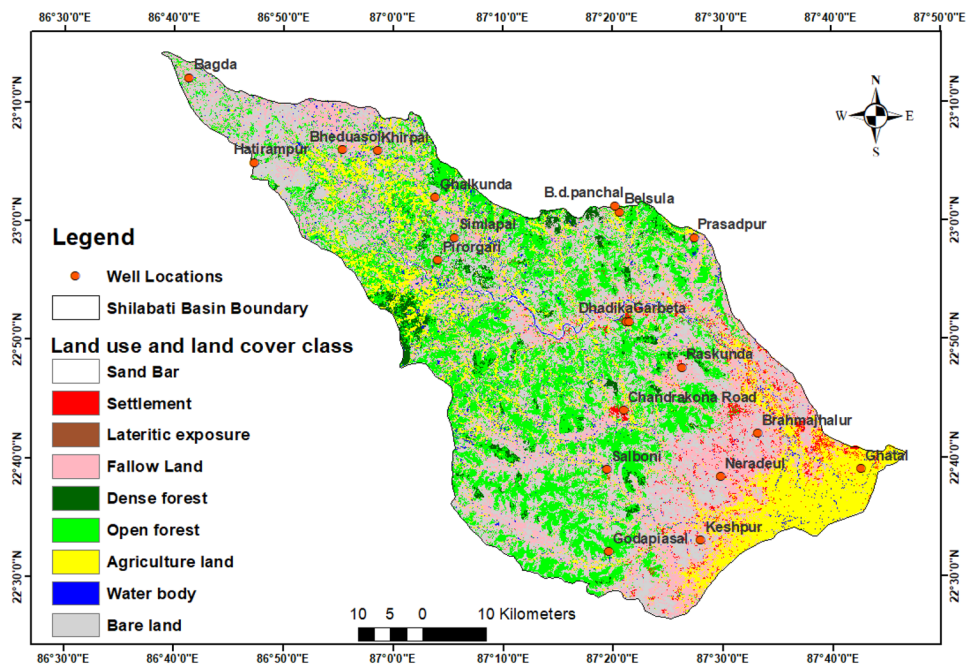 86°30'0"E 86°40'0"E 86°50'0"E 87°0'0"E 87°10'0"E 87°20'0"E 87°30'0"E 87°40'0"E 87°50'0"E
23°10'0"N
23°0'0"N
22°50'0"N
22°40'0"N
22°30'0"N
23°10'0"N
23°0'0"N
22°50'0"N
22°40'0"N
22°30'0"N
N
W E
S
Bagda
Bheduasol Khirpai
Hatirampur
Ghalkunda
B.d.panchal
Belsula
Simlapal
Prasadpur
Pirorgari
Dhadika Garbeta
Raskunda
Chandrakona Road
Brahmajhalur
Salboni
Neradeul
Ghatal
Keshpur
Godapiasal
Legend
Well Locations
Shilabati Basin Boundary
Land use and land cover class
Sand Bar
Settlement
Lateritic exposure
Fallow Land
Dense forest
Open forest
Agriculture land
Water body
Bare land
10 5 0 10 Kilometers
86°30'0"E 86°40'0"E 86°50'0"E 87°0'0"E 87°10'0"E 87°20'0"E 87°30'0"E 87°40'0"E